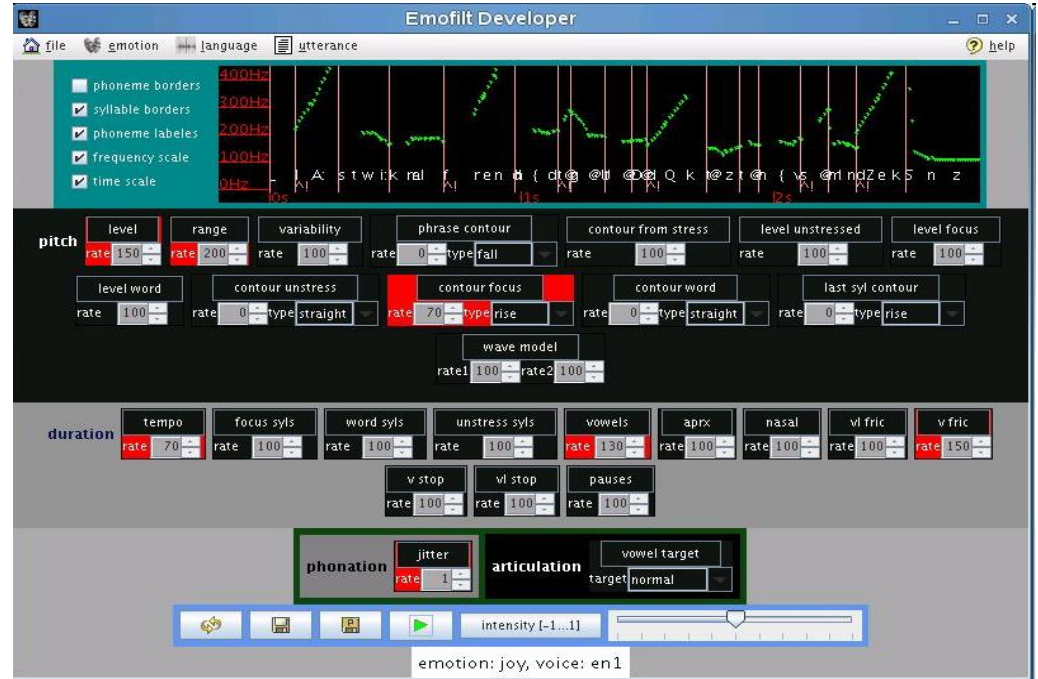 Emofilt Developer
file emotion language utterance help
phoneme borders
syllable borders
phoneme labeles
frequency scale
time scale
400Hz
300Hz
200Hz
100Hz
0Hz
0s 1s 2s
pitch
level range variability phrase contour contour from stress level unstressed level focus
rate 150 rate 200 rate 100 rate 0 type fall rate 100 rate 100 rate 100
level word contour unstress contour focus contour word last syl contour
rate 100 rate 0 type straight rate 70 type rise rate 0 type straight rate 0 type rise
wave model
rate1 100 rate2 100
duration
tempo focus syls word syls unstress syls vowels aprx nasal vl fric v fric
rate 70 rate 100 rate 100 rate 100 rate 130 rate 100 rate 100 rate 100 rate 150
v stop vl stop pauses
rate 100 rate 100 rate 100
phonation
jitter
rate 1
articulation
vowel target
target normal
intensity [-1...1]
emotion: joy, voice: en1